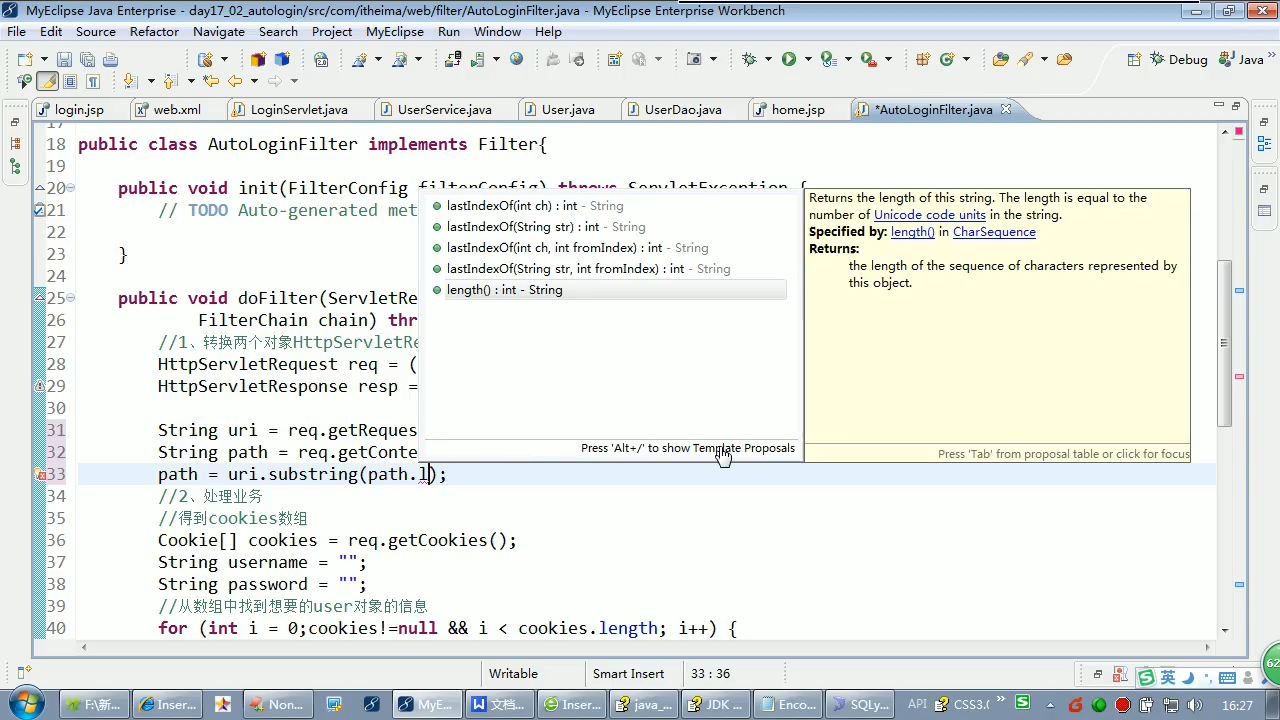 MyEclipse Java Enterprise - day17_02_autologin/src/com/itheima/web/filter/AutoLoginFilter.java - MyEclipse Enterprise Workbench
File Edit Source Refactor Navigate Search Project MyEclipse Run Window Help
Debug Java
login.jsp web.xml LoginServlet.java UserService.java User.java UserDao.java home.jsp *AutoLoginFilter.java
17
18 public class AutoLoginFilter implements Filter{
19
20 public void init(FilterConfig filterConfig) throws ServletException {
21 // TODO Auto-generated met
22
23 }
24
25 public void doFilter(ServletRe
26 FilterChain chain) thr
27 //1、转换两个对象HttpServletRe
28 HttpServletRequest req = (
29 HttpServletResponse resp =
30
31 String uri = req.getReques
32 String path = req.getConte
33 path = uri.substring(path.l);
34 //2、处理业务
35 //得到cookies数组
36 Cookie[] cookies = req.getCookies();
37 String username = "";
38 String password = "";
39 //从数组中找到想要的user对象的信息
40 for (int i = 0;cookies!=null && i < cookies.length; i++) {
lastIndexOf(int ch) : int - String
lastIndexOf(String str) : int - String
lastIndexOf(int ch, int fromIndex) : int - String
lastIndexOf(String str, int fromIndex) : int - String
length() : int - String
Press 'Alt+/' to show Template Proposals
Returns the length of this string. The length is equal to the
number of Unicode code units in the string.
Specified by: length() in CharSequence
Returns:
the length of the sequence of characters represented by
this object.
Press 'Tab' from proposal table or click for focus
Writable Smart Insert 33 : 36
英
62
F:\新... Inser... Non... MyE... 文档... Inser... java_... JDK ... Enco... SQLy... API CSS3.0... 16:27